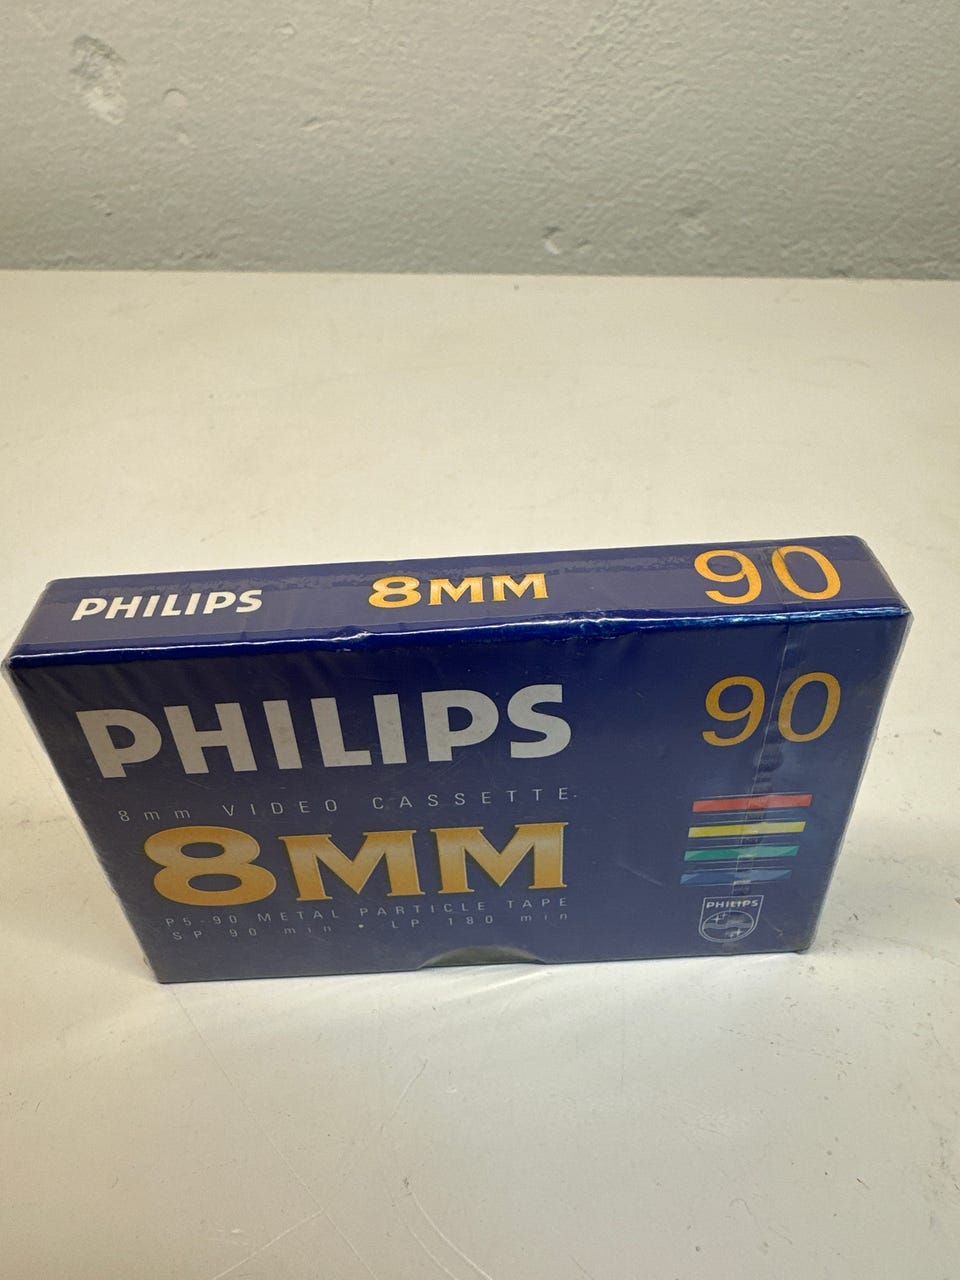 PHILIPS 8MM 90
PHILIPS 90
8mm VIDEO CASSETTE
8MM
P5-90 METAL PARTICLE TAPE
SP 90 min • LP 180 min
PHILIPS